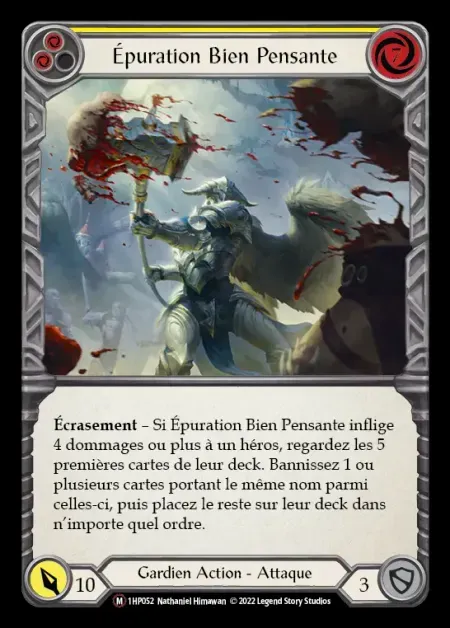 Épuration Bien Pensante
Écrasement – Si Épuration Bien Pensante inflige
4 dommages ou plus à un héros, regardez les 5
premières cartes de leur deck. Bannissez 1 ou
plusieurs cartes portant le même nom parmi
celles-ci, puis placez le reste sur leur deck dans
n’importe quel ordre.
10
Gardien Action - Attaque
3
M 1HP052 Nathaniel Himawan © 2022 Legend Story Studios